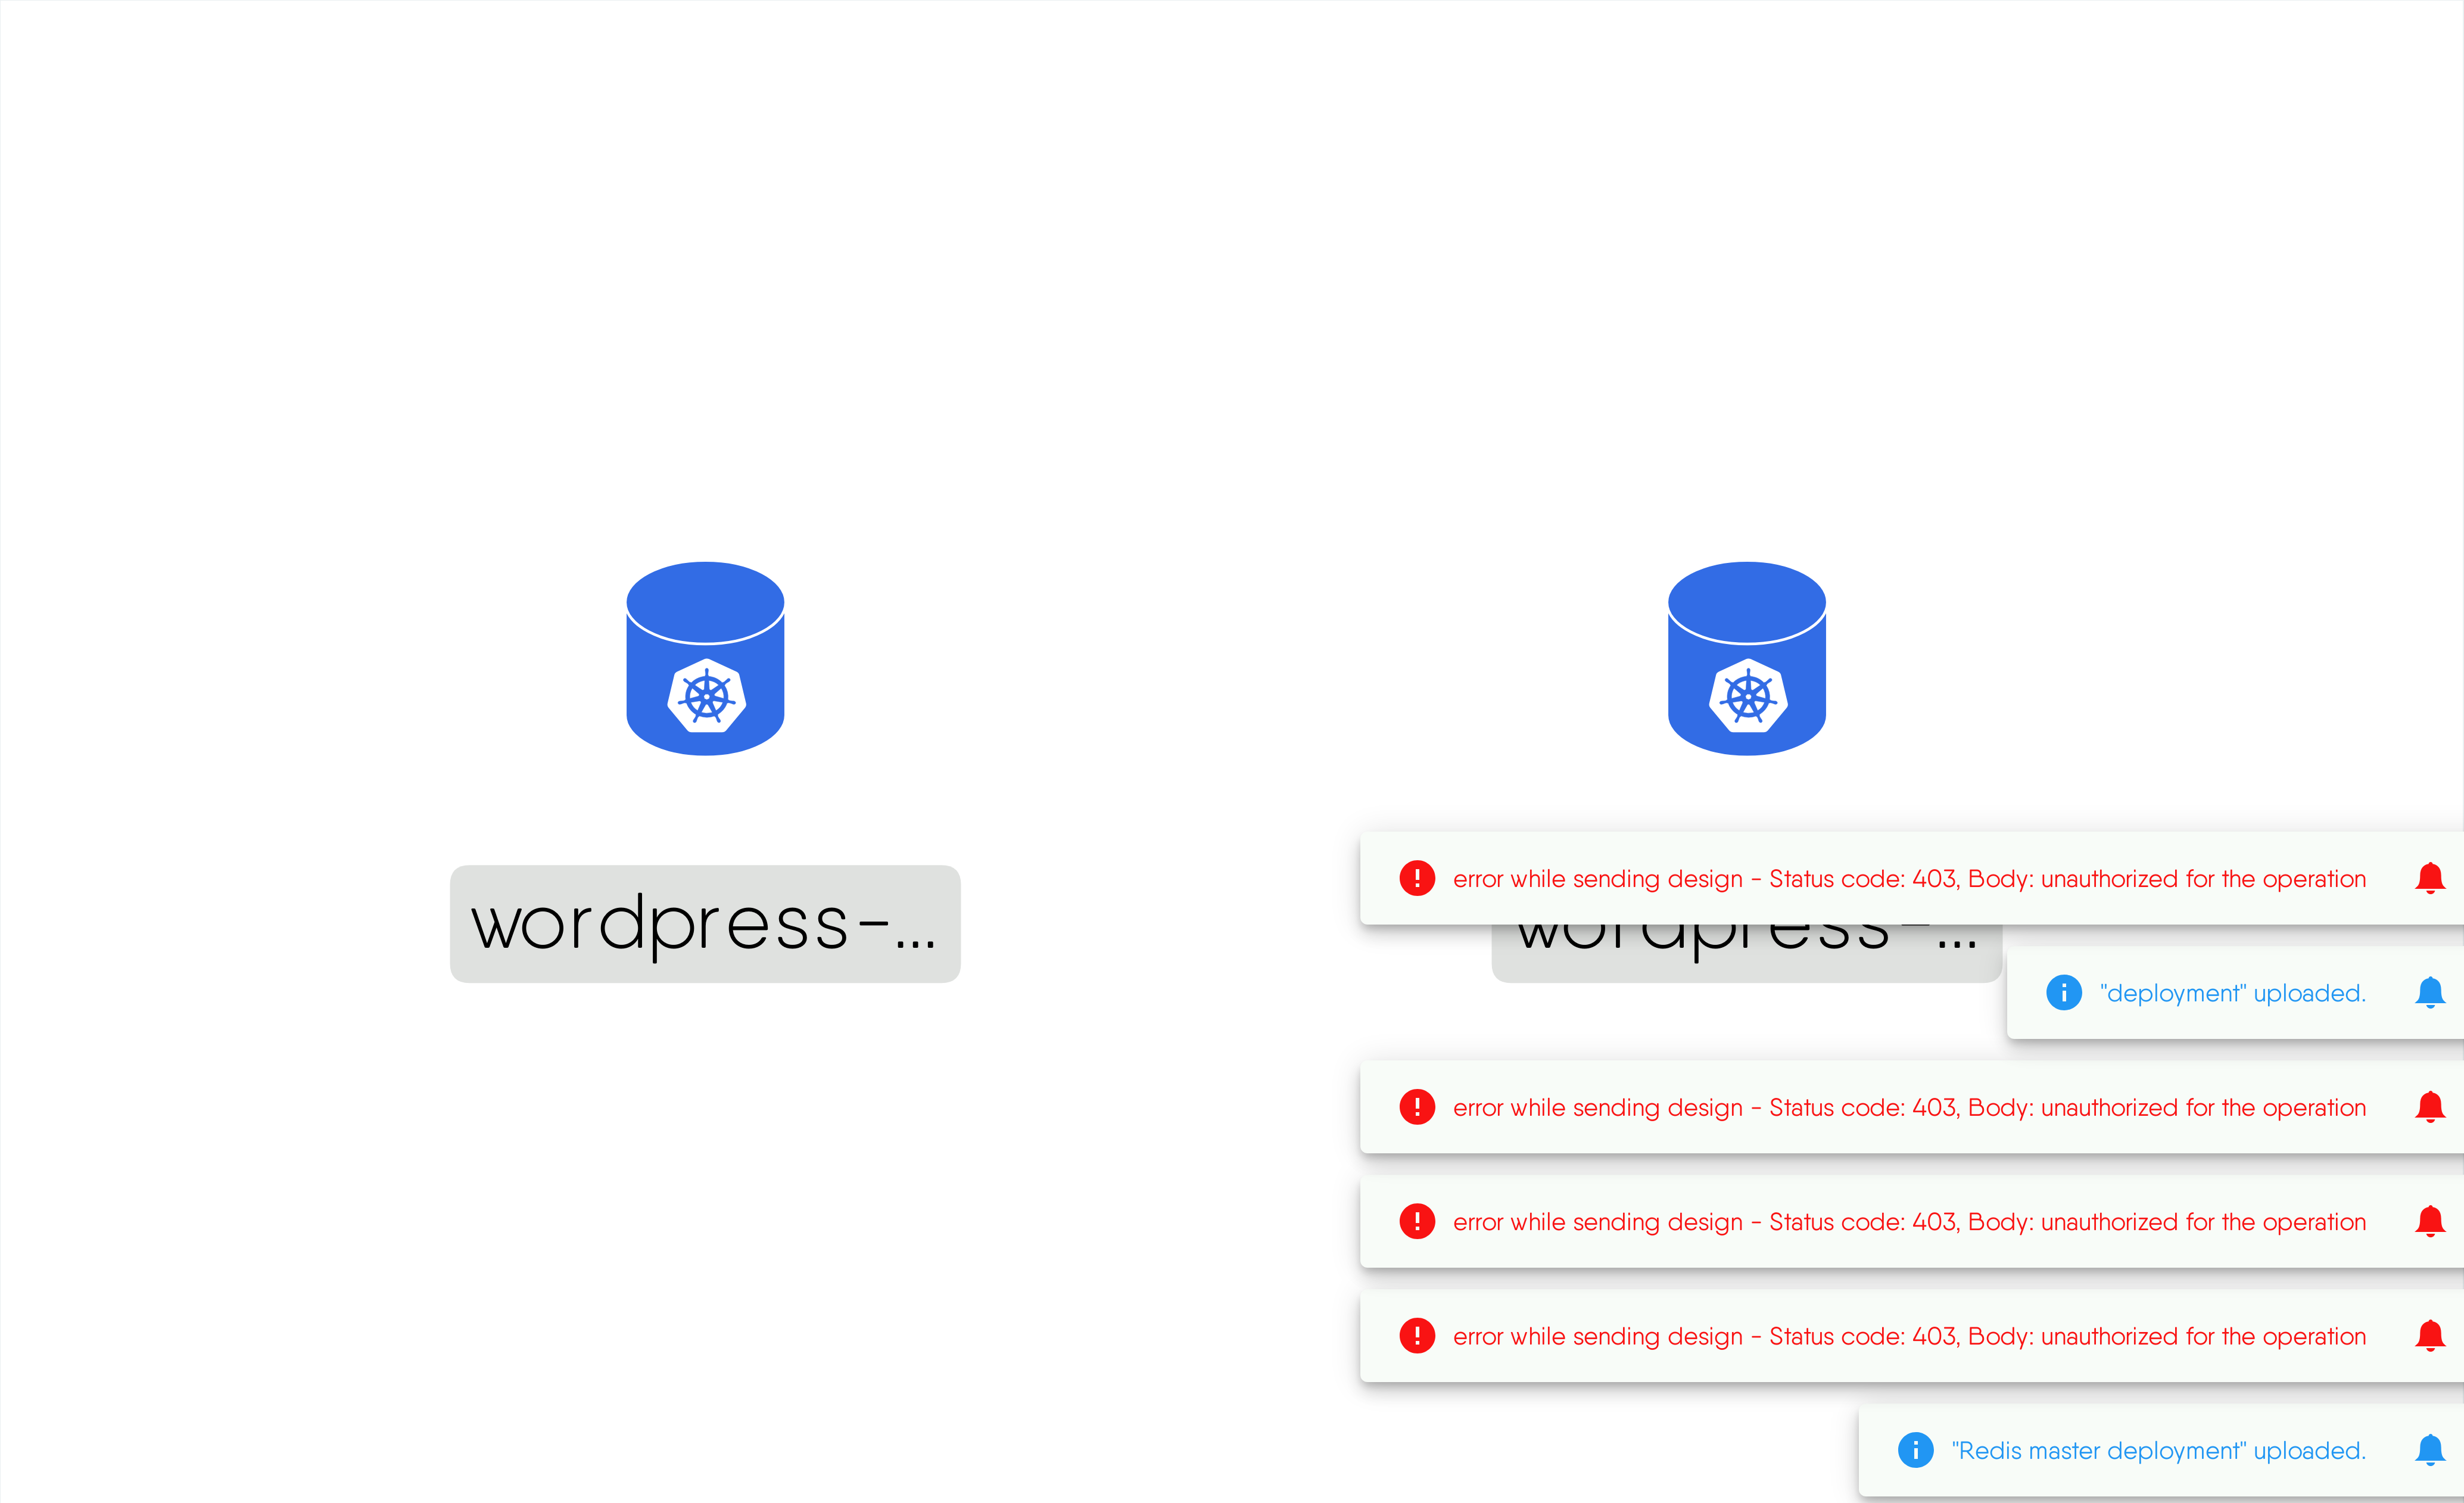 wordpress-...
error while sending design - Status code: 403, Body: unauthorized for the operation
wordpress-...
"deployment" uploaded.
error while sending design - Status code: 403, Body: unauthorized for the operation
error while sending design - Status code: 403, Body: unauthorized for the operation
error while sending design - Status code: 403, Body: unauthorized for the operation
"Redis master deployment" uploaded.